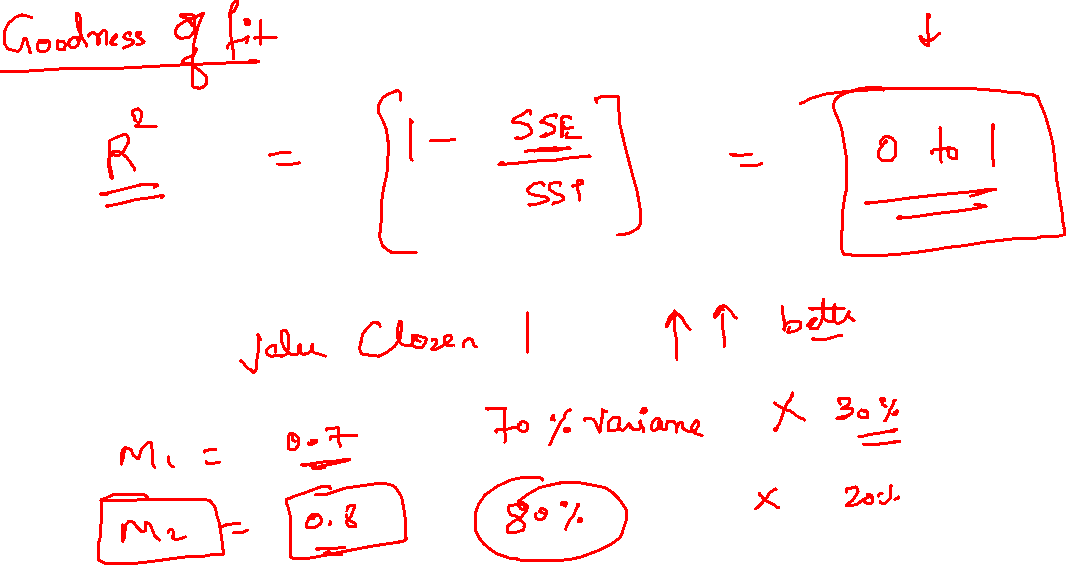 Goodness of fit
R² = [1 - SSE/SST] = 0 to 1
value Closer 1 ↑ ↑ better
M₁ = 0.7 70% variance × 30%
M₂ = 0.8 80% × 20%